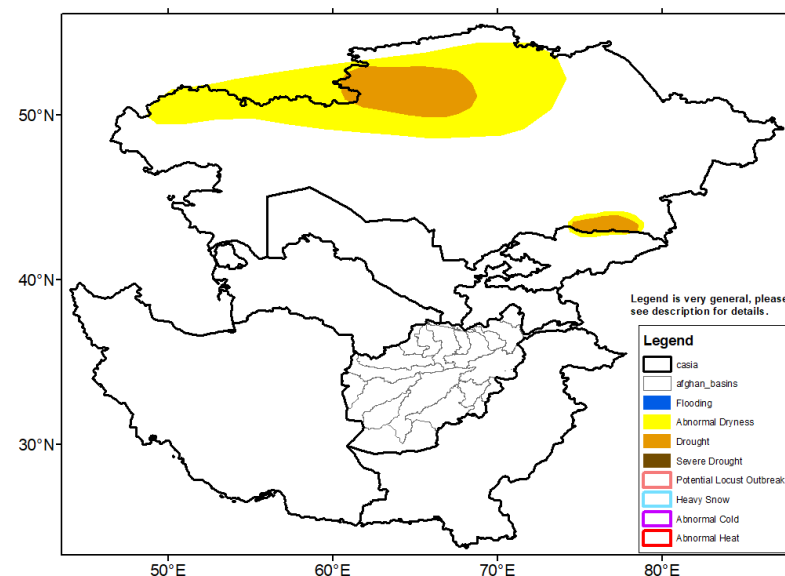 50°N
40°N
30°N
50°E
60°E
70°E
80°E
Legend is very general, please
see description for details.
Legend
casia
afghan_basins
Flooding
Abnormal Dryness
Drought
Severe Drought
Potential Locust Outbreak
Heavy Snow
Abnormal Cold
Abnormal Heat